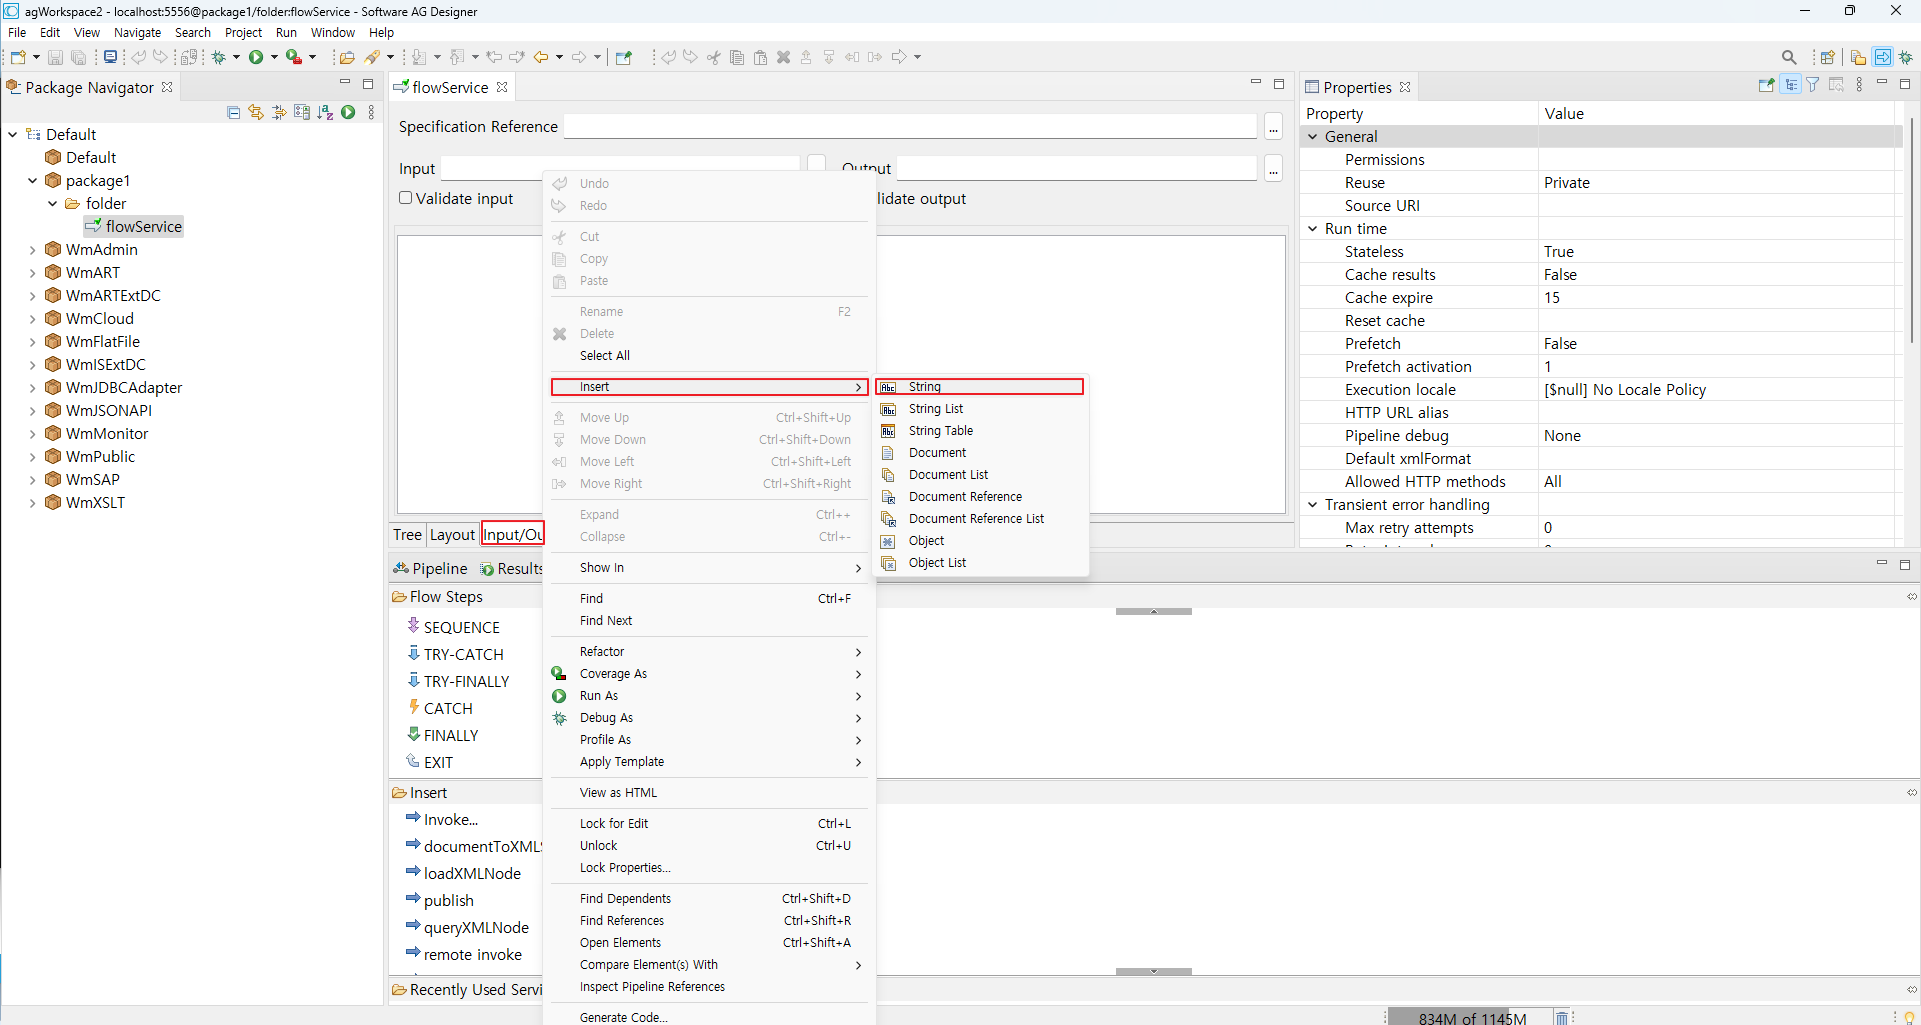 agWorkspace2 - localhost:5556@package1/folder:flowService - Software AG Designer
File Edit View Navigate Search Project Run Window Help
Package Navigator
Default
Default
package1
folder
flowService
WmAdmin
WmART
WmARTExtDC
WmCloud
WmFlatFile
WmISExtDC
WmJDBCAdapter
WmJSONAPI
WmMonitor
WmPublic
WmSAP
WmXSLT
flowService
Specification Reference
...
Input
Output
...
Validate input
lidate output
Tree Layout Input/Ou
Undo
Redo
Cut
Copy
Paste
Rename F2
Delete
Select All
Insert
Move Up Ctrl+Shift+Up
Move Down Ctrl+Shift+Down
Move Left Ctrl+Shift+Left
Move Right Ctrl+Shift+Right
Expand Ctrl++
Collapse Ctrl+-
Show In
Find Ctrl+F
Find Next
Refactor
Coverage As
Run As
Debug As
Profile As
Apply Template
View as HTML
Lock for Edit Ctrl+L
Unlock Ctrl+U
Lock Properties...
Find Dependents Ctrl+Shift+D
Find References Ctrl+Shift+R
Open Elements Ctrl+Shift+A
Compare Element(s) With
Inspect Pipeline References
Generate Code...
String
String List
String Table
Document
Document List
Document Reference
Document Reference List
Object
Object List
Pipeline Results
Flow Steps
SEQUENCE
TRY-CATCH
TRY-FINALLY
CATCH
FINALLY
EXIT
Insert
Invoke...
documentToXMLS
loadXMLNode
publish
queryXMLNode
remote invoke
Recently Used Servi
Properties
Property Value
General
Permissions
Reuse Private
Source URI
Run time
Stateless True
Cache results False
Cache expire 15
Reset cache
Prefetch False
Prefetch activation 1
Execution locale [$null] No Locale Policy
HTTP URL alias
Pipeline debug None
Default xmlFormat
Allowed HTTP methods All
Transient error handling
Max retry attempts 0
834M of 1145M